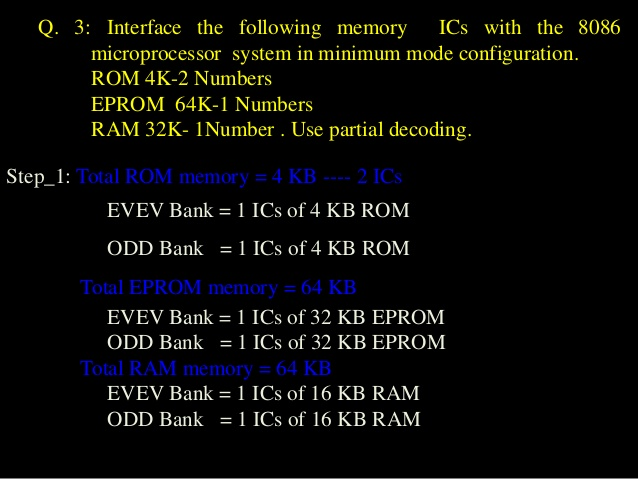 Q. 3: Interface the following memory ICs with the 8086
microprocessor system in minimum mode configuration.
ROM 4K-2 Numbers
EPROM 64K-1 Numbers
RAM 32K- 1Number . Use partial decoding.
Step_1: Total ROM memory = 4 KB ---- 2 ICs
EVEV Bank = 1 ICs of 4 KB ROM
ODD Bank = 1 ICs of 4 KB ROM
Total EPROM memory = 64 KB
EVEV Bank = 1 ICs of 32 KB EPROM
ODD Bank = 1 ICs of 32 KB EPROM
Total RAM memory = 64 KB
EVEV Bank = 1 ICs of 16 KB RAM
ODD Bank = 1 ICs of 16 KB RAM